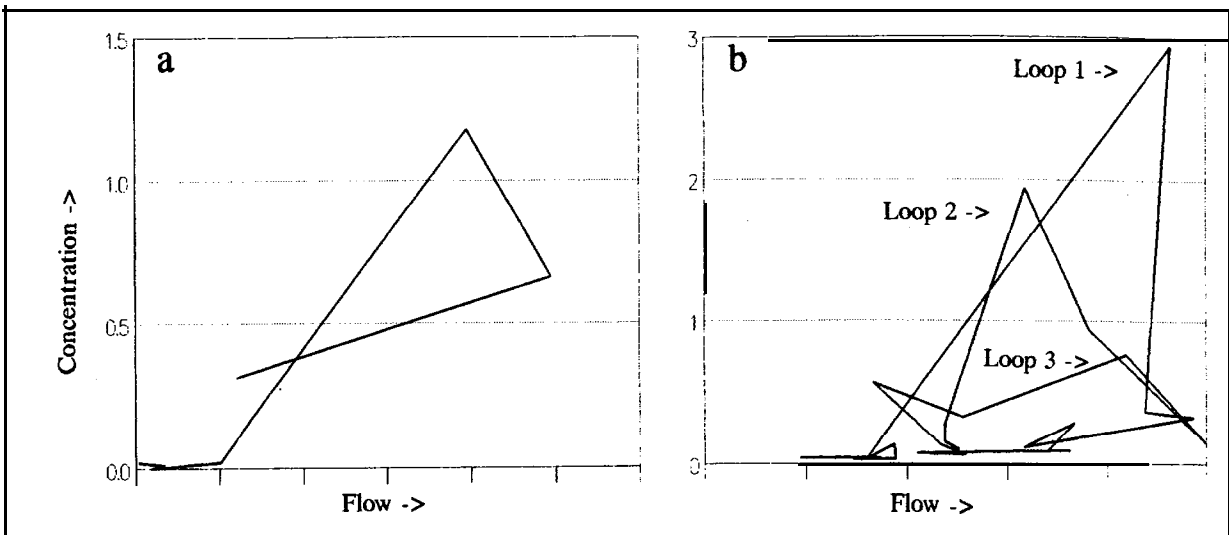 a
1.5
1.0
0.5
0.0
Concentration ->
Flow ->
b
3
2
1
0
Loop 1 ->
Loop 2 ->
Loop 3 ->
Flow ->